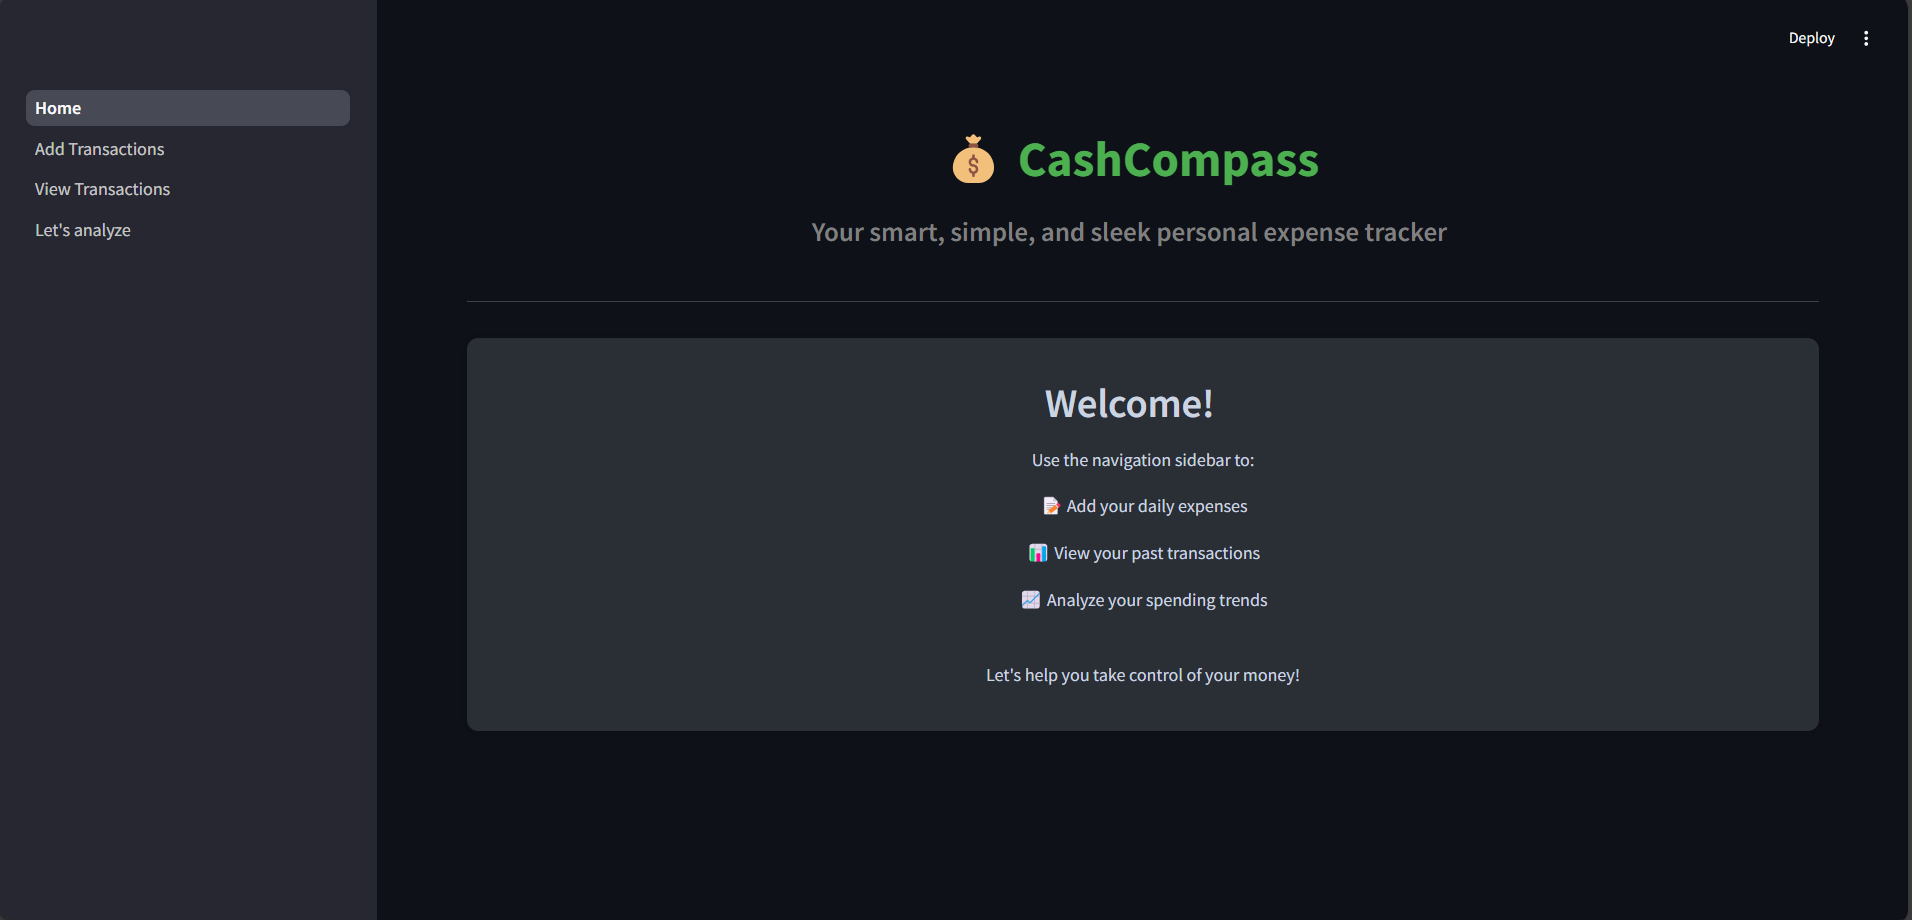 Deploy
Home
Add Transactions
View Transactions
Let's analyze
💰 CashCompass
Your smart, simple, and sleek personal expense tracker
Welcome!
Use the navigation sidebar to:
📝 Add your daily expenses
📊 View your past transactions
📈 Analyze your spending trends
Let's help you take control of your money!